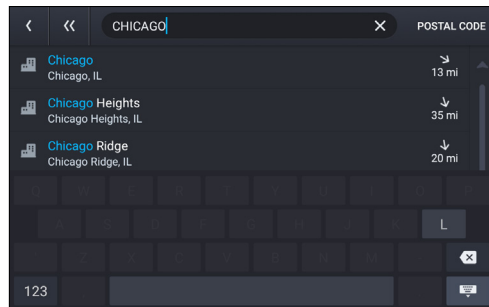 CHICAGO POSTAL CODE
Chicago
Chicago, IL
13 mi
Chicago Heights
Chicago Heights, IL
35 mi
Chicago Ridge
Chicago Ridge, IL
20 mi
Q W E R T Y U I O P
A S D F G H J K L
Z X C V B N M
123